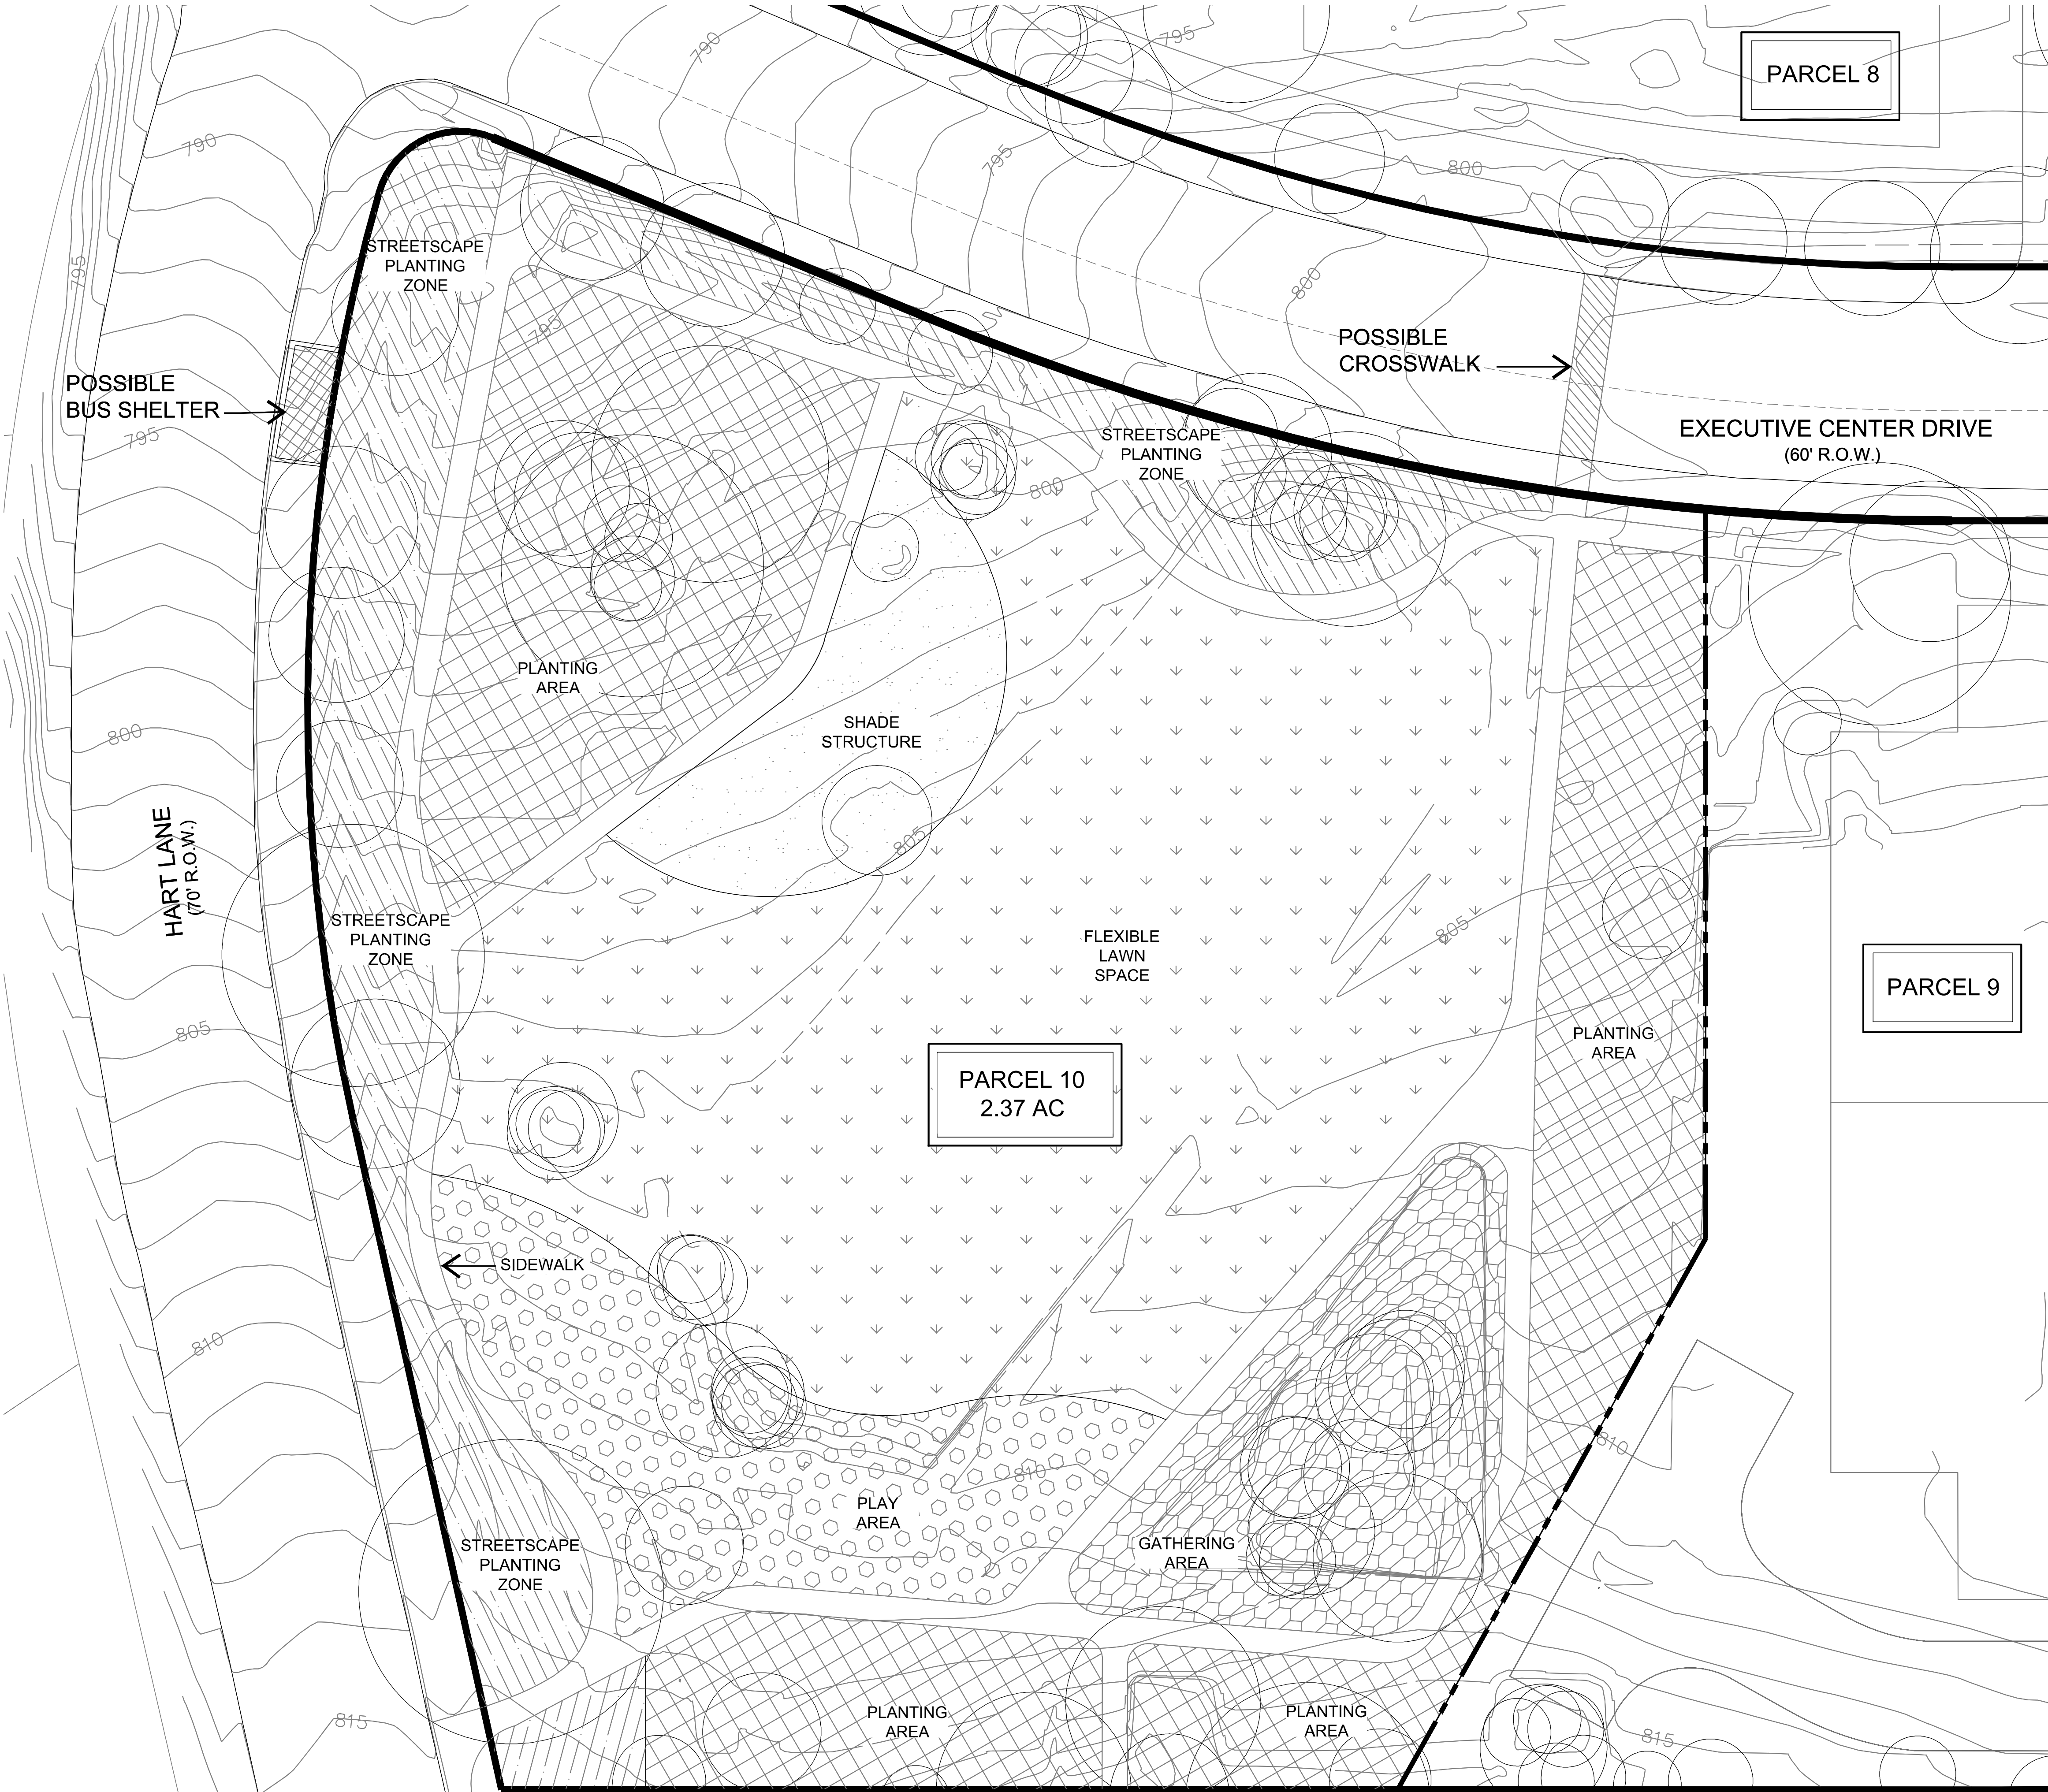 790
795
PARCEL 8
790
795
800
STREETSCAPE
PLANTING
ZONE
795
800
795
POSSIBLE
CROSSWALK
POSSIBLE
BUS SHELTER
795
EXECUTIVE CENTER DRIVE
(60' R.O.W.)
STREETSCAPE
PLANTING
ZONE
800
PLANTING
AREA
SHADE
STRUCTURE
800
HART LANE
(70' R.O.W.)
805
STREETSCAPE
PLANTING
ZONE
FLEXIBLE
LAWN
SPACE
805
PARCEL 9
805
PLANTING
AREA
PARCEL 10
2.37 AC
SIDEWALK
810
810
810
PLAY
AREA
STREETSCAPE
PLANTING
ZONE
GATHERING
AREA
PLANTING
AREA
PLANTING
AREA
815
815